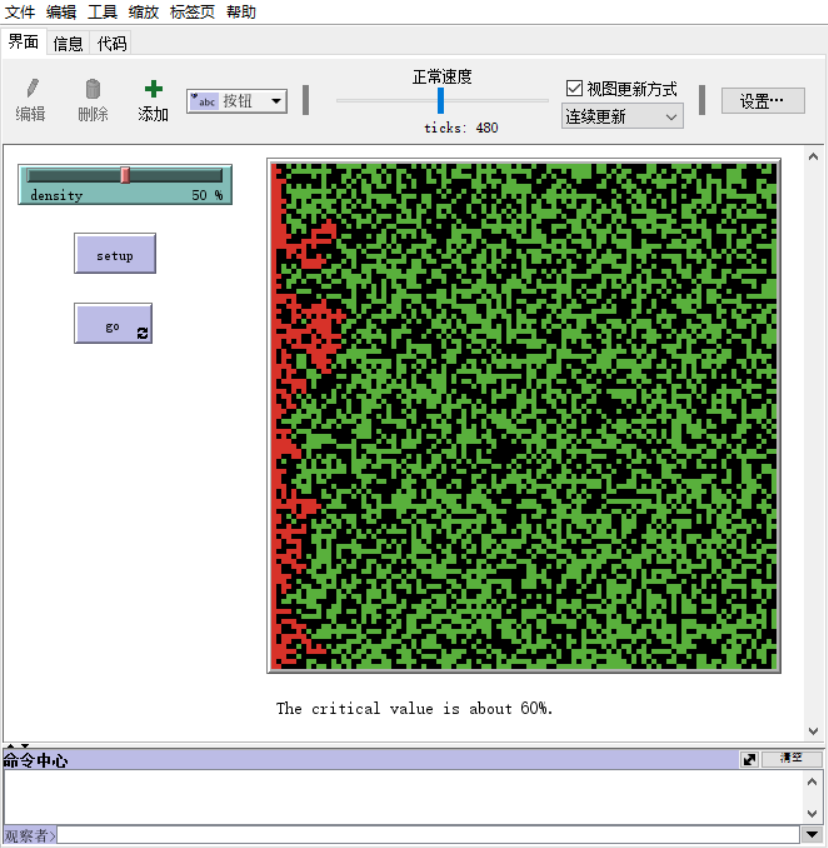 文件 编辑 工具 缩放 标签页 帮助
界面 信息 代码
编辑 删除 添加 abc 按钮
正常速度
ticks: 480
视图更新方式
连续更新
设置…
density 50 %
setup
go
The critical value is about 60%.
命令中心 清空
观察者>